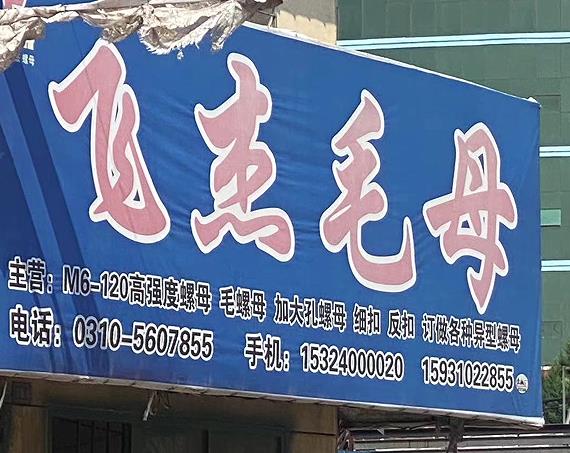 飞杰毛母
主营：M6-120高强度螺母 毛螺母 加大孔螺母 细扣 反扣 订做各种异型螺母
电话：0310-5607855 手机：15324000020 15931022855